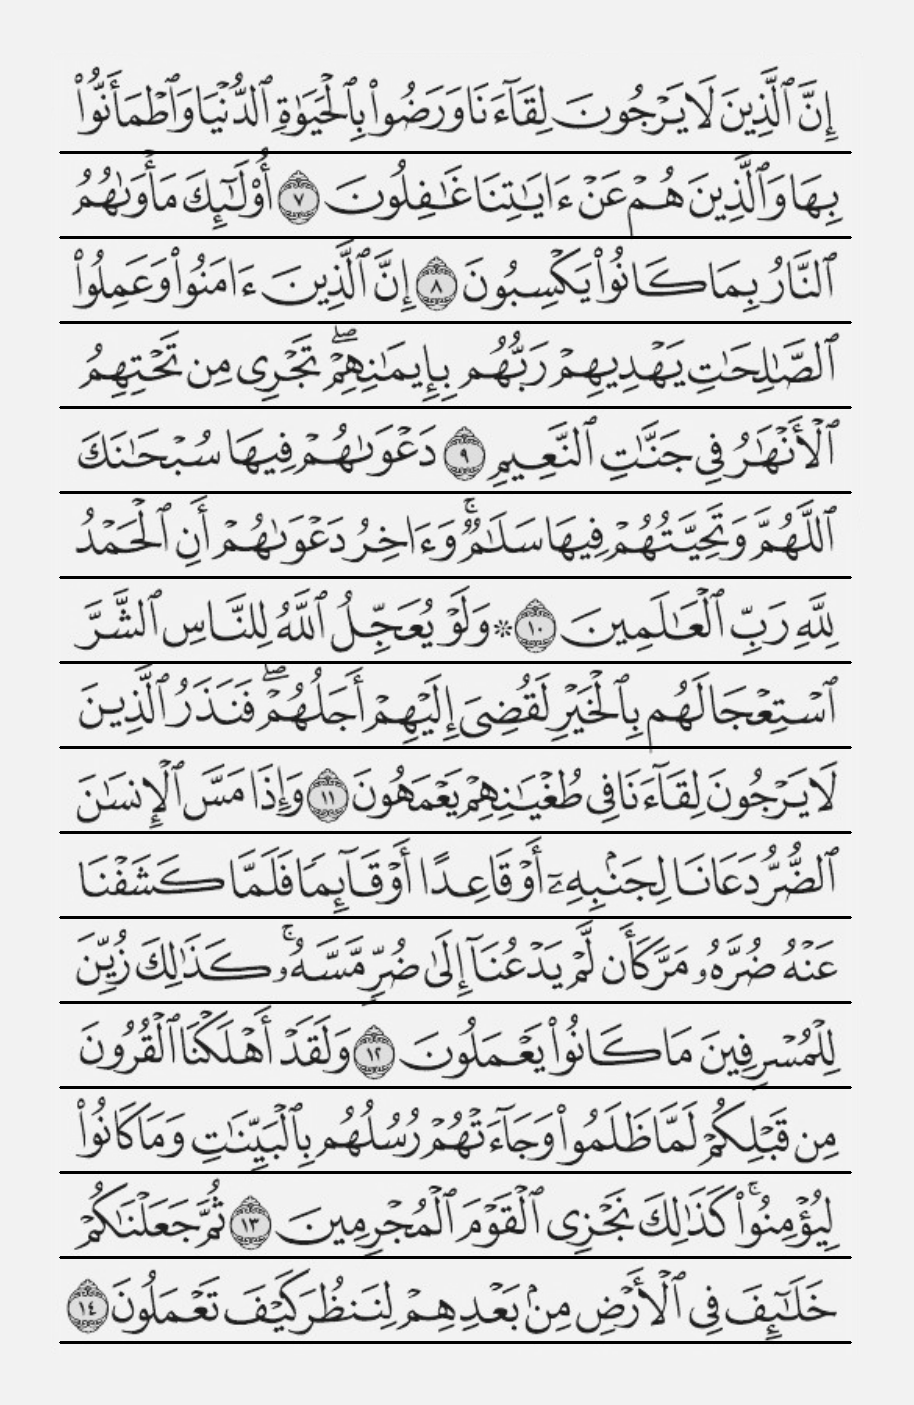 إِنَّ ٱلَّذِينَ لَا يَرْجُونَ لِقَآءَنَا وَرَضُوا۟ بِٱلْحَيَوٰةِ ٱلدُّنْيَا وَٱطْمَأَنُّوا۟
بِهَا وَٱلَّذِينَ هُمْ عَنْ ءَايَـٰتِنَا غَـٰفِلُونَ ٧ أُو۟لَـٰٓئِكَ مَأْوَىٰهُمُ
ٱلنَّارُ بِمَا كَانُوا۟ يَكْسِبُونَ ٨ إِنَّ ٱلَّذِينَ ءَامَنُوا۟ وَعَمِلُوا۟
ٱلصَّـٰلِحَـٰتِ يَهْدِيهِمْ رَبُّهُم بِإِيمَـٰنِهِمْ ۖ تَجْرِى مِن تَحْتِهِمُ
ٱلْأَنْهَـٰرُ فِى جَنَّـٰتِ ٱلنَّعِيمِ ٩ دَعْوَىٰهُمْ فِيهَا سُبْحَـٰنَكَ
ٱللَّهُمَّ وَتَحِيَّتُهُمْ فِيهَا سَلَـٰمٌ ۚ وَءَاخِرُ دَعْوَىٰهُمْ أَنِ ٱلْحَمْدُ
لِلَّهِ رَبِّ ٱلْعَـٰلَمِينَ ١٠ ۞ وَلَوْ يُعَجِّلُ ٱللَّهُ لِلنَّاسِ ٱلشَّرَّ
ٱسْتِعْجَالَهُم بِٱلْخَيْرِ لَقُضِىَ إِلَيْهِمْ أَجَلُهُمْ ۖ فَنَذَرُ ٱلَّذِينَ
لَا يَرْجُونَ لِقَآءَنَا فِى طُغْيَـٰنِهِمْ يَعْمَهُونَ ١١ وَإِذَا مَسَّ ٱلْإِنسَـٰنَ
ٱلضُّرُّ دَعَانَا لِجَنۢبِهِۦٓ أَوْ قَاعِدًا أَوْ قَآئِمًا فَلَمَّا كَشَفْنَا
عَنْهُ ضُرَّهُۥ مَرَّ كَأَن لَّمْ يَدْعُنَآ إِلَىٰ ضُرٍّ مَّسَّهُۥ ۚ كَذَٰلِكَ زُيِّنَ
لِلْمُسْرِفِينَ مَا كَانُوا۟ يَعْمَلُونَ ١٢ وَلَقَدْ أَهْلَكْنَا ٱلْقُرُونَ
مِن قَبْلِكُمْ لَمَّا ظَلَمُوا۟ وَجَآءَتْهُمْ رُسُلُهُم بِٱلْبَيِّنَـٰتِ وَمَا كَانُوا۟
لِيُؤْمِنُوا۟ ۚ كَذَٰلِكَ نَجْزِى ٱلْقَوْمَ ٱلْمُجْرِمِينَ ١٣ ثُمَّ جَعَلْنَـٰكُمْ
خَلَـٰٓئِفَ فِى ٱلْأَرْضِ مِنۢ بَعْدِهِمْ لِنَنظُرَ كَيْفَ تَعْمَلُونَ ١٤